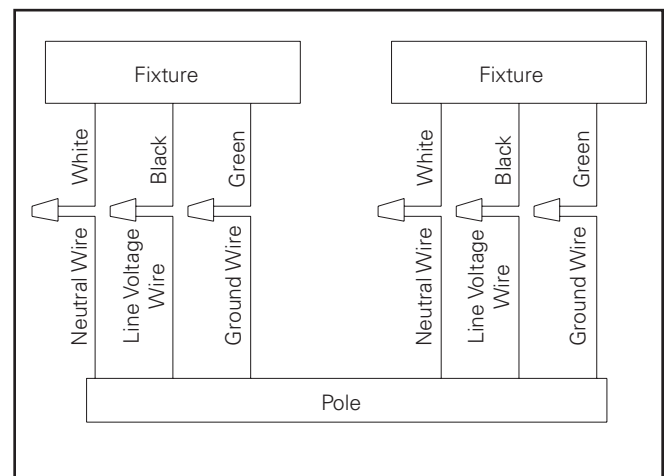 Fixture
White
Black
Green
Neutral Wire
Line Voltage
Wire
Ground Wire
Fixture
White
Black
Green
Neutral Wire
Line Voltage
Wire
Ground Wire
Pole